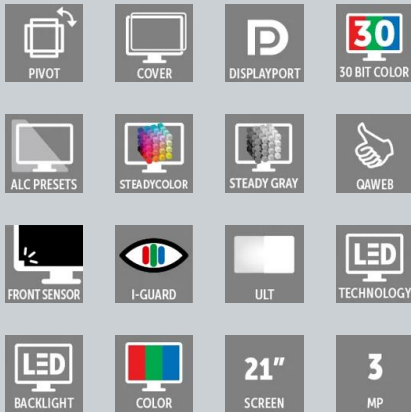 PIVOT
COVER
DISPLAYPORT
30
30 BIT COLOR
ALC PRESETS
STEADYCOLOR
STEADY GRAY
QAWEB
FRONT SENSOR
I-GUARD
ULT
LED
TECHNOLOGY
LED
BACKLIGHT
COLOR
21"
SCREEN
3
MP